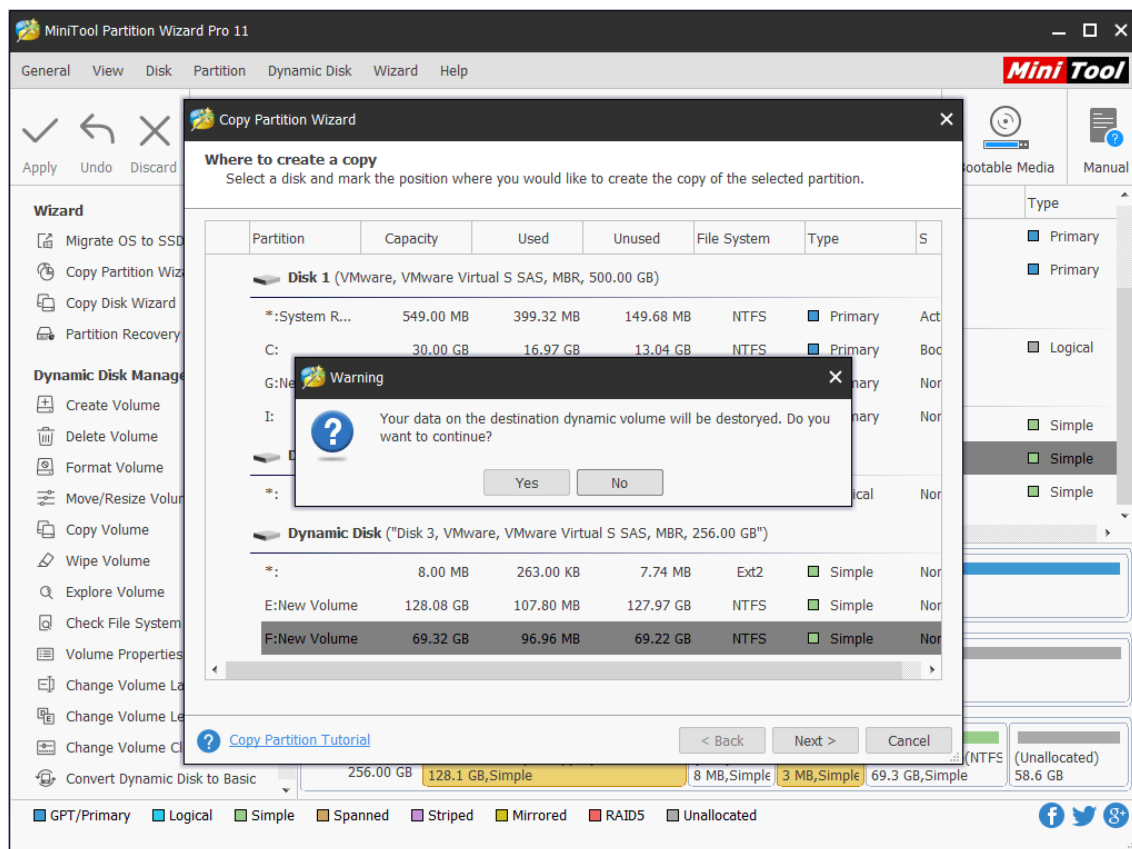 MiniTool Partition Wizard Pro 11
General View Disk Partition Dynamic Disk Wizard Help
Mini Tool
Apply Undo Discard
Bootable Media Manual
Copy Partition Wizard
Where to create a copy
Select a disk and mark the position where you would like to create the copy of the selected partition.
Wizard
Migrate OS to SSD
Copy Partition Wiza
Copy Disk Wizard
Partition Recovery
Dynamic Disk Manage
Create Volume
Delete Volume
Format Volume
Move/Resize Volum
Copy Volume
Wipe Volume
Explore Volume
Check File System
Volume Properties
Change Volume La
Change Volume Le
Change Volume Cl
Convert Dynamic Disk to Basic
Partition Capacity Used Unused File System Type S
Disk 1 (VMware, VMware Virtual S SAS, MBR, 500.00 GB)
*:System R... 549.00 MB 399.32 MB 149.68 MB NTFS Primary Act
C: 30.00 GB 16.97 GB 13.04 GB NTFS Primary Boo
G:Ne mary Nor
I: mary Nor
D
*: ical Nor
Warning
Your data on the destination dynamic volume will be destoryed. Do you
want to continue?
Yes No
Dynamic Disk ("Disk 3, VMware, VMware Virtual S SAS, MBR, 256.00 GB")
*: 8.00 MB 263.00 KB 7.74 MB Ext2 Simple Nor
E:New Volume 128.08 GB 107.80 MB 127.97 GB NTFS Simple Nor
F:New Volume 69.32 GB 96.96 MB 69.22 GB NTFS Simple Nor
Copy Partition Tutorial
< Back Next > Cancel
Type
Primary
Primary
Logical
Simple
Simple
Simple
(NTFS (Unallocated)
256.00 GB 128.1 GB,Simple 8 MB,Simple 3 MB,Simple 69.3 GB,Simple 58.6 GB
GPT/Primary Logical Simple Spanned Striped Mirrored RAID5 Unallocated